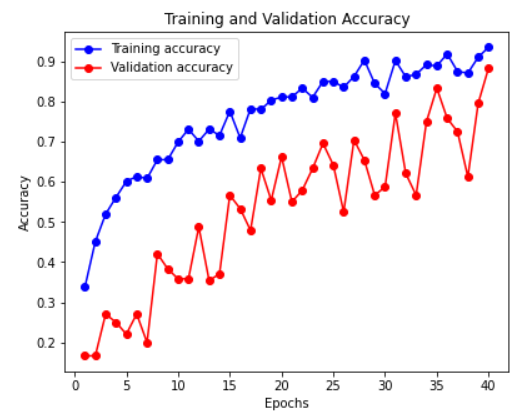 Training and Validation Accuracy
Training accuracy
Validation accuracy
Accuracy
0.9
0.8
0.7
0.6
0.5
0.4
0.3
0.2
0 5 10 15 20 25 30 35 40
Epochs